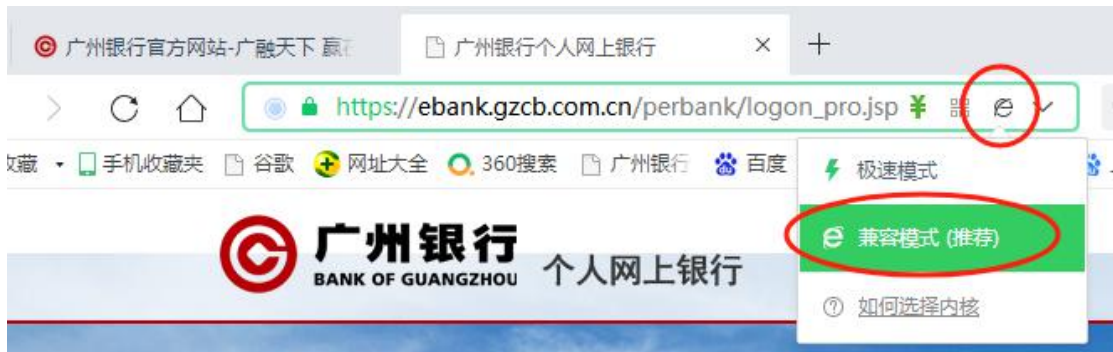 广州银行官方网站-广融天下 赢在
广州银行个人网上银行
https://ebank.gzcb.com.cn/perbank/logon_pro.jsp
收藏 手机收藏夹 谷歌 网址大全 360搜索 广州银行 百度
极速模式
兼容模式 (推荐)
如何选择内核
广州银行
BANK OF GUANGZHOU
个人网上银行